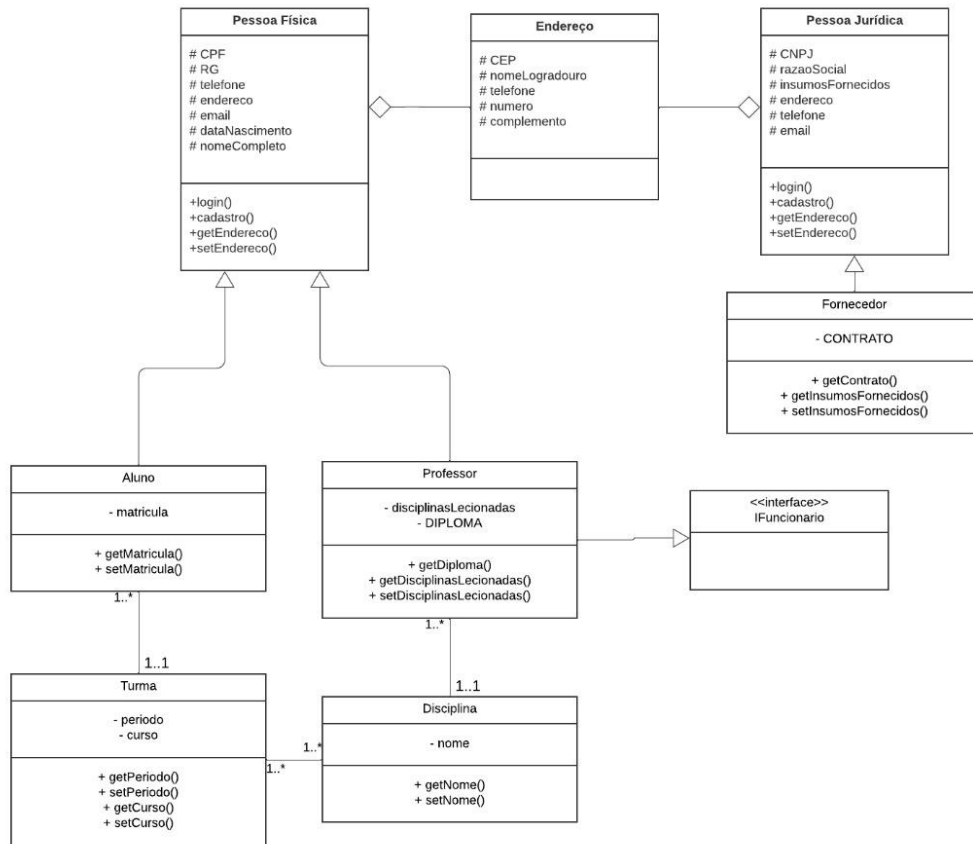 Pessoa Física
# CPF
# RG
# telefone
# endereco
# email
# dataNascimento
# nomeCompleto
+login()
+cadastro()
+getEndereco()
+setEndereco()
Endereço
# CEP
# nomeLogradouro
# telefone
# numero
# complemento
Pessoa Jurídica
# CNPJ
# razaoSocial
# insumosFornecidos
# endereco
# telefone
# email
+login()
+cadastro()
+getEndereco()
+setEndereco()
Fornecedor
- CONTRATO
+ getContrato()
+ getInsumosFornecidos()
+ setInsumosFornecidos()
Aluno
- matricula
+ getMatricula()
+ setMatricula()
1..*
1..1
Professor
- disciplinasLecionadas
- DIPLOMA
+ getDiploma()
+ getDisciplinasLecionadas()
+ setDisciplinasLecionadas()
1..*
1..1
<<interface>>
IFuncionario
Turma
- periodo
- curso
+ getPeriodo()
+ setPeriodo()
+ getCurso()
+ setCurso()
1..*
1..*
Disciplina
- nome
+ getNome()
+ setNome()